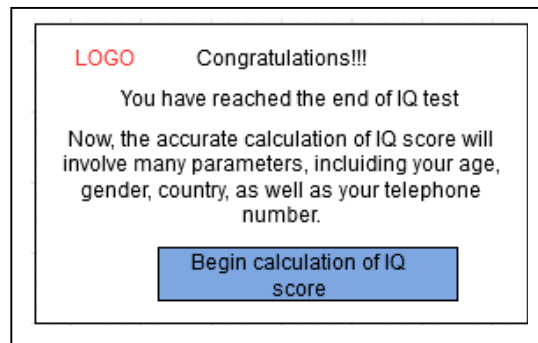 LOGO Congratulations!!!
You have reached the end of IQ test
Now, the accurate calculation of IQ score will
involve many parameters, incluiding your age,
gender, country, as well as your telephone
number.
Begin calculation of IQ
score